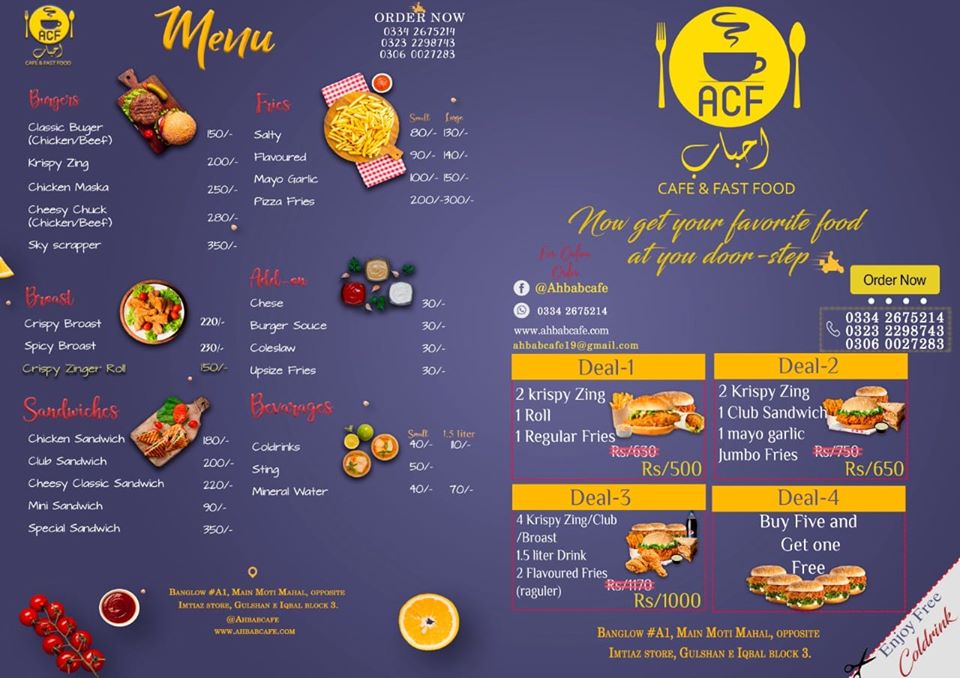 ACF
احباب
CAFE & FAST FOOD
Menu
ORDER NOW
0334 2675214
0323 2298743
0306 0027283
Burgers
Classic Buger
(Chicken/Beef) 150/-
Krispy Zing 200/-
Chicken Maska 250/-
Cheesy Chuck
(Chicken/Beef) 280/-
Sky scrapper 350/-
Broast
Crispy Broast 220/-
Spicy Broast 230/-
Crispy Zinger Roll 150/-
Sandwiches
Chicken Sandwich 180/-
Club Sandwich 200/-
Cheesy Classic Sandwich 220/-
Mini Sandwich 90/-
Special Sandwich 350/-
Fries
Small Large
Salty 80/- 130/-
Flavoured 90/- 140/-
Mayo Garlic 100/- 150/-
Pizza Fries 200/-300/-
Add-on
Chese 30/-
Burger Souce 30/-
Coleslaw 30/-
Upsize Fries 30/-
Bevarages
Small 1.5 liter
Coldrinks 40/- 110/-
Sting 50/-
Mineral Water 40/- 70/-
Banglow #A1, Main Moti Mahal, opposite
Imtiaz store, Gulshan e Iqbal block 3.
@Ahbabcafe
www.ahbabcafe.com
ACF
احباب
CAFE & FAST FOOD
Now get your favorite food
at you door-step
For Online
Order
@Ahbabcafe
0334 2675214
www.ahbabcafe.com
ahbabcafe19@gmail.com
Order Now
0334 2675214
0323 2298743
0306 0027283
Deal-1
2 krispy Zing
1 Roll
1 Regular Fries
Rs/630
Rs/500
Deal-2
2 Krispy Zing
1 Club Sandwich
1 mayo garlic
Jumbo Fries Rs/750
Rs/650
Deal-3
4 Krispy Zing/Club
/Broast
1.5 liter Drink
2 Flavoured Fries
(raguler) Rs/1170
Rs/1000
Deal-4
Buy Five and
Get one
Free
Banglow #A1, Main Moti Mahal, opposite
Imtiaz store, Gulshan e Iqbal block 3.
Enjoy Free
Coldrink